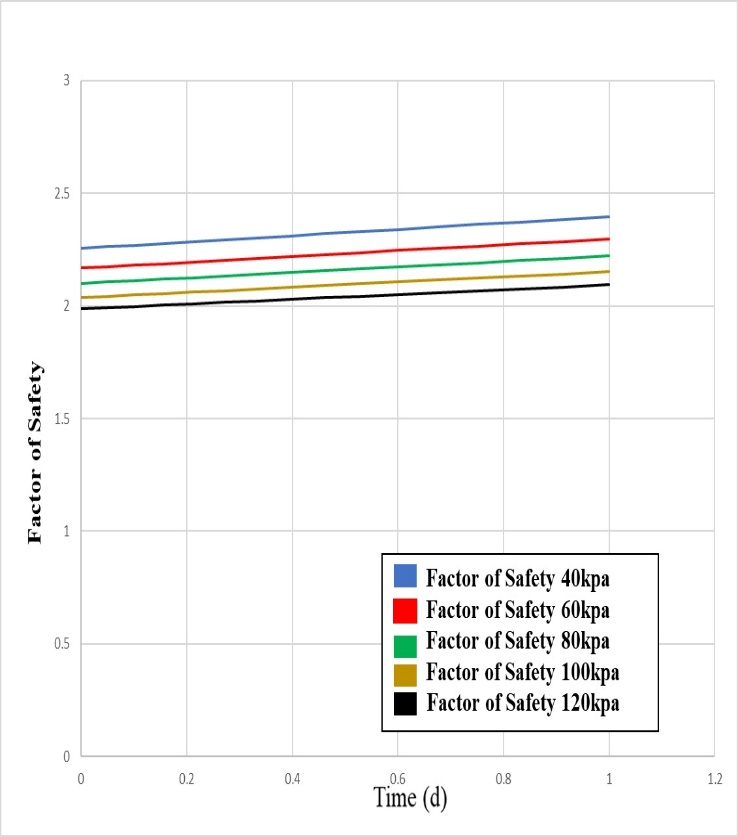 3
2.5
2
1.5
1
0.5
0
Factor of Safety
Factor of Safety 40kpa
Factor of Safety 60kpa
Factor of Safety 80kpa
Factor of Safety 100kpa
Factor of Safety 120kpa
0 0.2 0.4 0.6 0.8 1 1.2
Time (d)